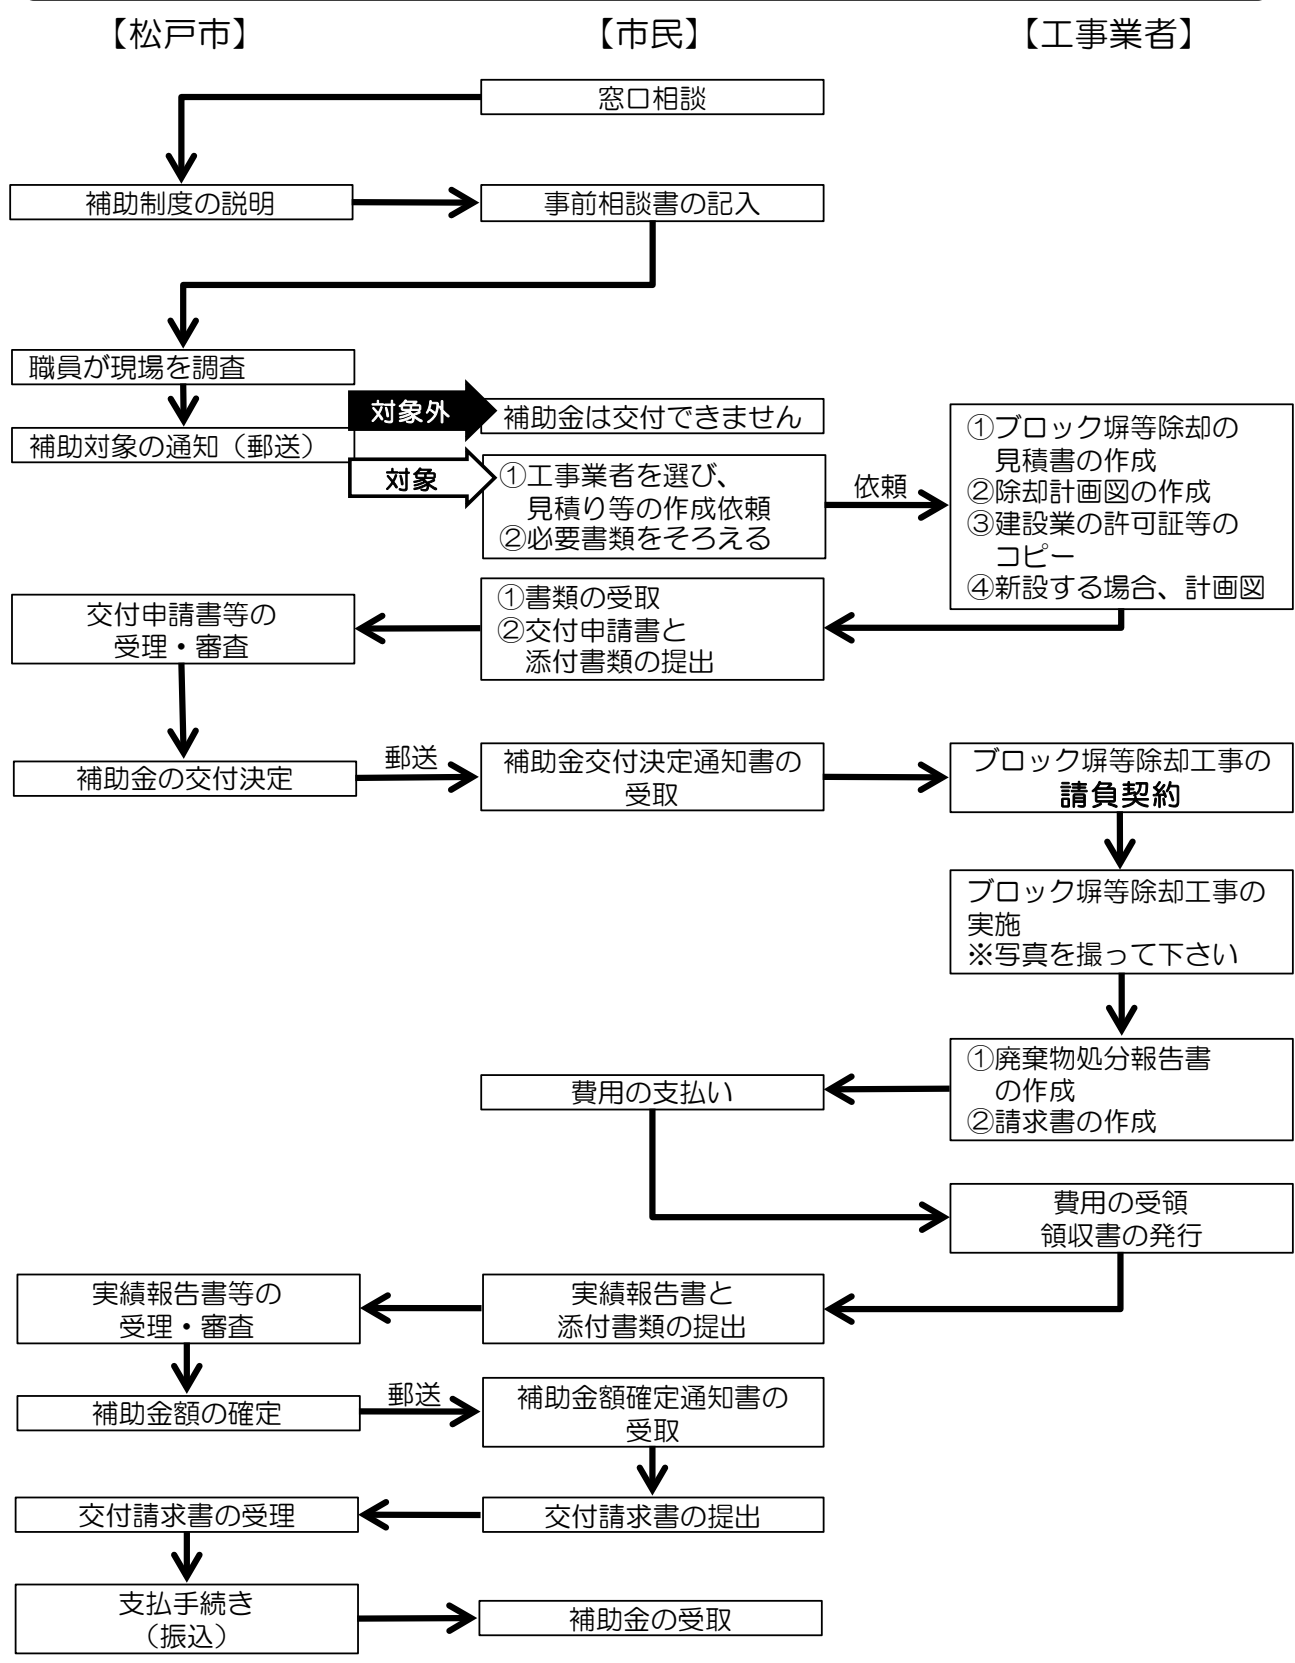 【松戸市】
【市民】
【工事業者】
窓口相談
補助制度の説明
事前相談書の記入
職員が現場を調査
補助対象の通知（郵送）
対象外
補助金は交付できません
対象
①工事業者を選び、
見積り等の作成依頼
②必要書類をそろえる
依頼
①ブロック塀等除却の
見積書の作成
②除却計画図の作成
③建設業の許可証等の
コピー
④新設する場合、計画図
①書類の受取
②交付申請書と
添付書類の提出
交付申請書等の
受理・審査
補助金の交付決定
郵送
補助金交付決定通知書の
受取
ブロック塀等除却工事の
請負契約
ブロック塀等除却工事の
実施
※写真を撮って下さい
①廃棄物処分報告書
の作成
②請求書の作成
費用の支払い
費用の受領
領収書の発行
実績報告書と
添付書類の提出
実績報告書等の
受理・審査
補助金額の確定
郵送
補助金額確定通知書の
受取
交付請求書の提出
交付請求書の受理
支払手続き
（振込）
補助金の受取